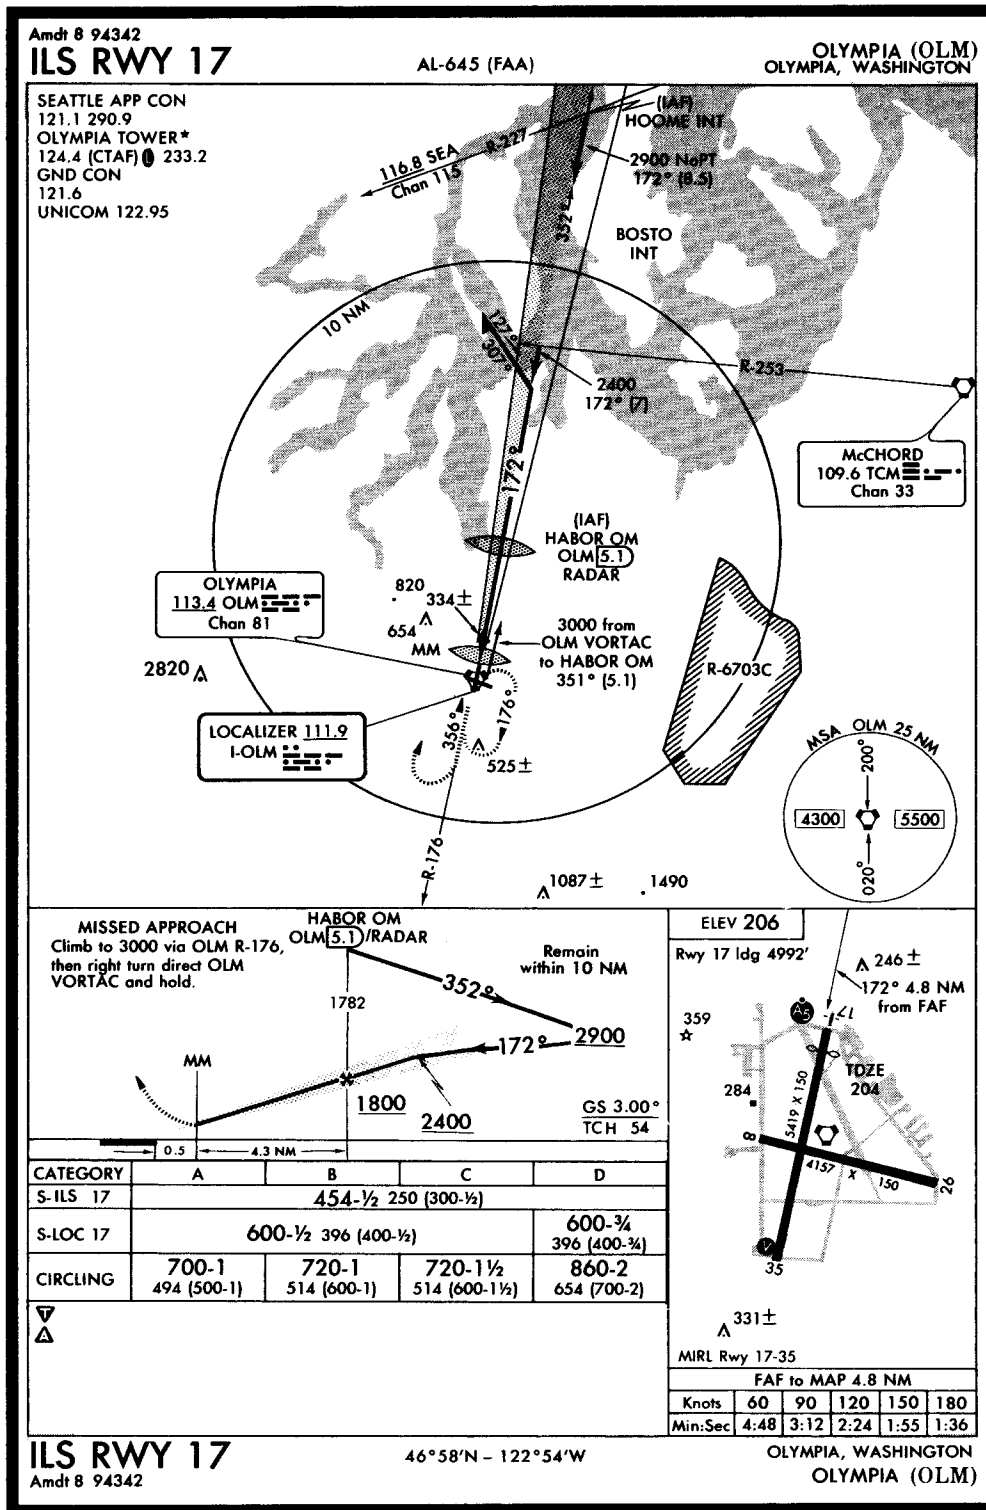 Amdt 8 94342
ILS RWY 17
AL-645 (FAA)
OLYMPIA (OLM)
OLYMPIA, WASHINGTON
SEATTLE APP CON
121.1 290.9
OLYMPIA TOWER*
124.4 (CTAF) L 233.2
GND CON
121.6
UNICOM 122.95
(IAF)
HOOME INT
R-227
116.8 SEA
Chan 115
2900 NoPT
172° (8.5)
352°
BOSTO
INT
10 NM
127°
307°
2400
172° (7)
R-253
172°
McCHORD
109.6 TCM
Chan 33
(IAF)
HABOR OM
OLM 5.1
RADAR
OLYMPIA
113.4 OLM
Chan 81
820
334±
654
MM
3000 from
OLM VORTAC
to HABOR OM
351° (5.1)
2820
R-6703C
LOCALIZER 111.9
I-OLM
356°
176°
525±
MSA OLM 25 NM
200°
4300
5500
020°
R-176
1087±
1490
MISSED APPROACH
Climb to 3000 via OLM R-176,
then right turn direct OLM
VORTAC and hold.
HABOR OM
OLM 5.1/RADAR
Remain
within 10 NM
352°
1782
172°
2900
MM
1800
2400
GS 3.00°
TCH 54
0.5
4.3 NM
CATEGORY A B C D
S-ILS 17 454-½ 250 (300-½)
S-LOC 17 600-½ 396 (400-½) 600-¾ 396 (400-¾)
CIRCLING 700-1 720-1 720-1½ 860-2
494 (500-1) 514 (600-1) 514 (600-1½) 654 (700-2)
T
A
ELEV 206
Rwy 17 ldg 4992'
246±
172° 4.8 NM
from FAF
359
A5
17
TDZE
204
284
5419 X 150
8
4157 X 150
26
V
35
331±
MIRL Rwy 17-35
FAF to MAP 4.8 NM
Knots 60 90 120 150 180
Min:Sec 4:48 3:12 2:24 1:55 1:36
ILS RWY 17
Amdt 8 94342
46°58'N – 122°54'W
OLYMPIA, WASHINGTON
OLYMPIA (OLM)